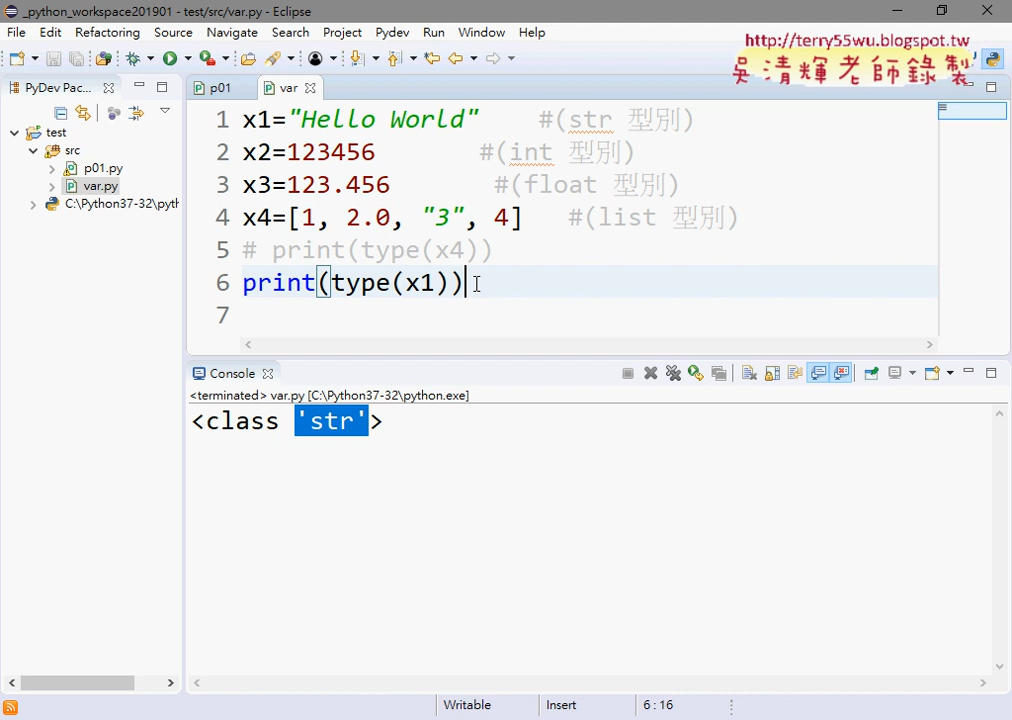 _python_workspace201901 - test/src/var.py - Eclipse
File Edit Refactoring Source Navigate Search Project Pydev Run Window Help
http://terry55wu.blogspot.tw
吳清輝老師錄製
PyDev Pac...
test
src
p01.py
var.py
C:\Python37-32\pyth
p01
var
1 x1="Hello World" #(str 型別)
2 x2=123456 #(int 型別)
3 x3=123.456 #(float 型別)
4 x4=[1, 2.0, "3", 4] #(list 型別)
5 # print(type(x4))
6 print(type(x1))
7
Console
<terminated> var.py [C:\Python37-32\python.exe]
<class 'str'>
Writable Insert 6 : 16